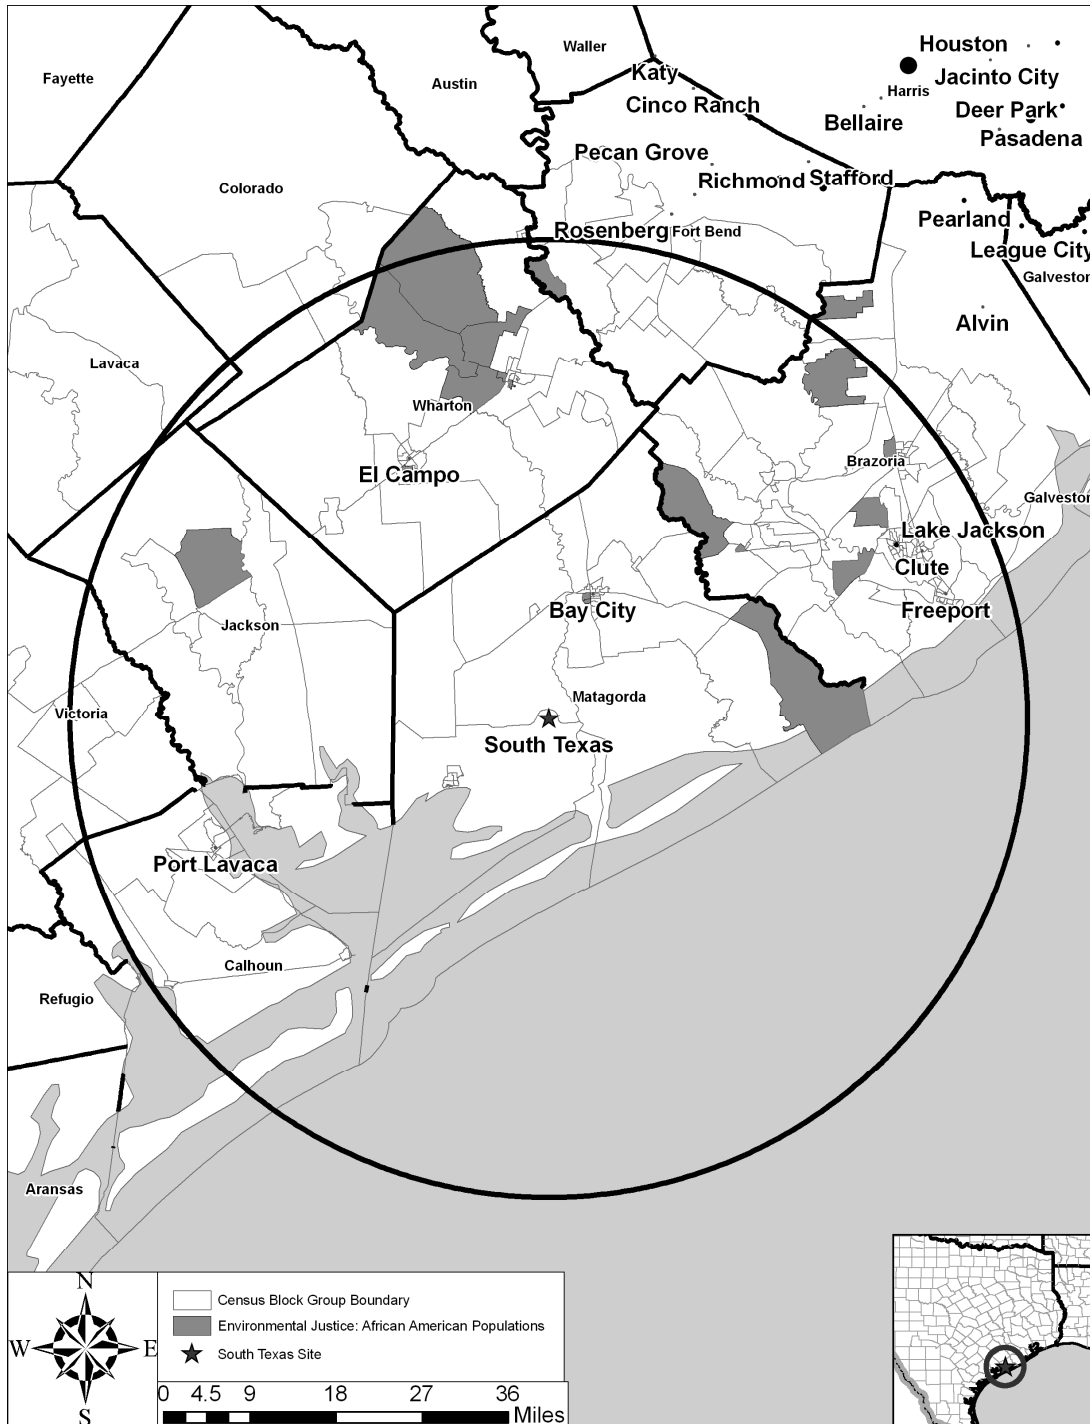 Waller
Houston
Katy
Fayette
Austin
Jacinto City
Harris
Cinco Ranch
Deer Park
Bellaire
Pasadena
Pecan Grove
Richmond
Stafford
Colorado
Pearland
Rosenberg
Fort Bend
League City
Galveston
Alvin
Lavaca
Wharton
Brazoria
El Campo
Galveston
Lake Jackson
Clute
Bay City
Freeport
Jackson
Matagorda
Victoria
South Texas
Port Lavaca
Calhoun
Refugio
Aransas
N
W
E
S
Census Block Group Boundary
Environmental Justice: African American Populations
South Texas Site
0 4.5 9 18 27 36
Miles